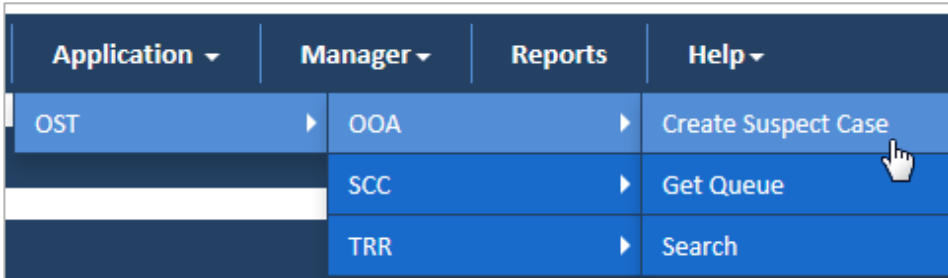 Application Manager Reports Help
OST OOA Create Suspect Case
SCC Get Queue
TRR Search